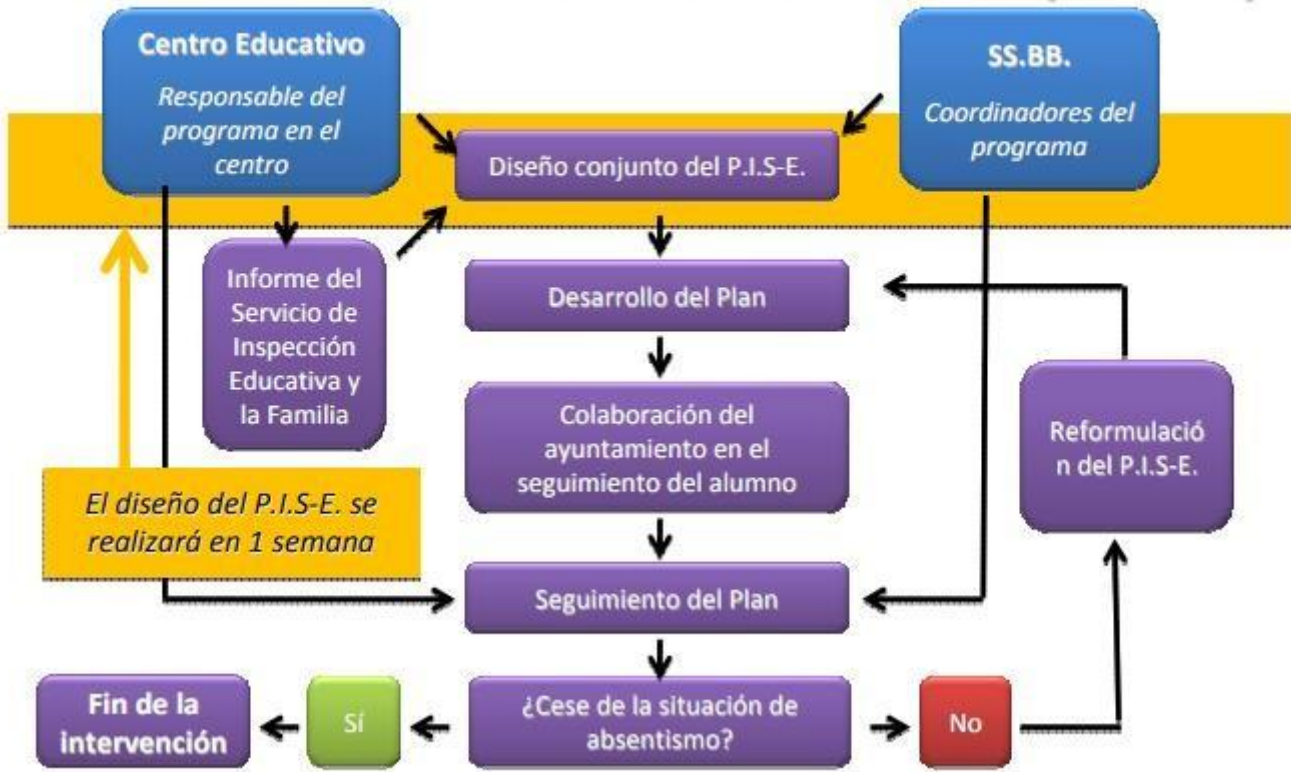 Centro Educativo
Responsable del
programa en el
centro
SS.BB.
Coordinadores del
programa
Diseño conjunto del P.I.S-E.
Informe del
Servicio de
Inspección
Educativa y
la Familia
Desarrollo del Plan
Colaboración del
ayuntamiento en el
seguimiento del alumno
Reformulació
n del P.I.S-E.
El diseño del P.I.S-E. se
realizará en 1 semana
Seguimiento del Plan
¿Cese de la situación de
absentismo?
Sí
No
Fin de la
intervención